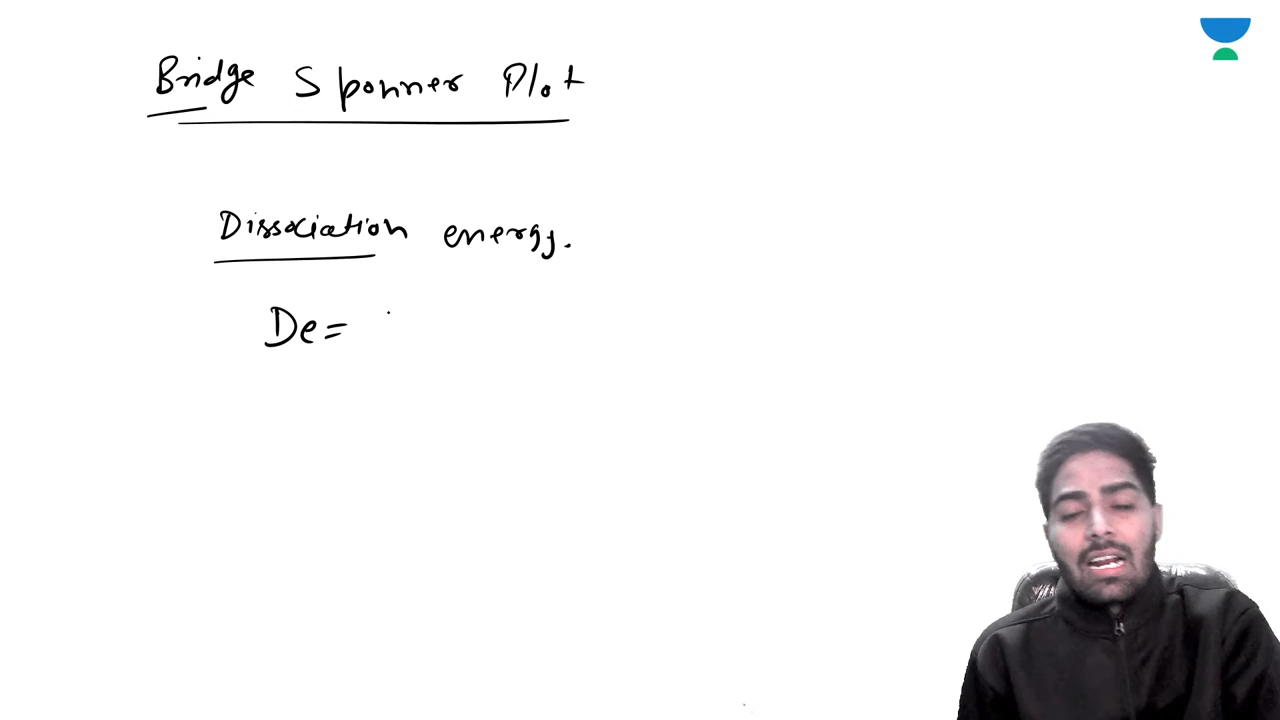 Bridge Sponner Plot
Dissociation energy.
De =